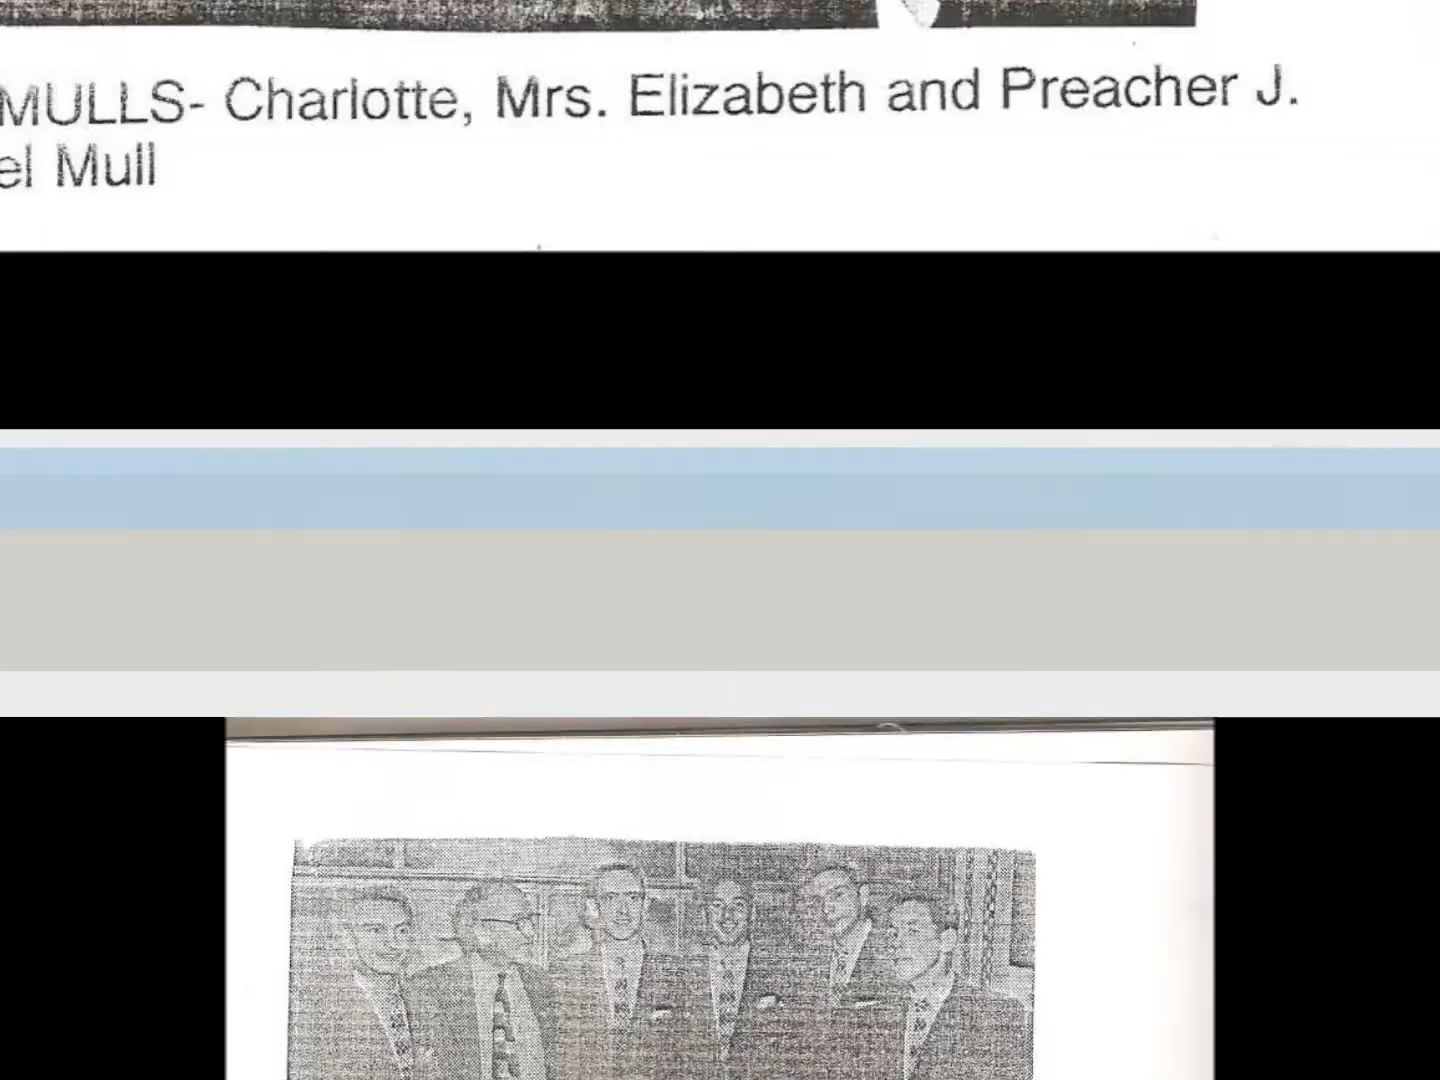 MULLS- Charlotte, Mrs. Elizabeth and Preacher J.
el Mull